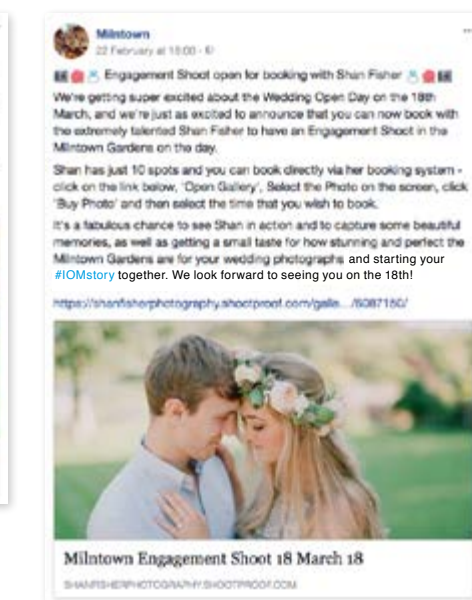 Milntown
22 February at 18:00 ·
Engagement Shoot open for booking with Shan Fisher
We're getting super excited about the Wedding Open Day on the 18th
March, and we're just as excited to announce that you can now book with
the extremely talented Shan Fisher to have an Engagement Shoot in the
Milntown Gardens on the day.
Shan has just 10 spots and you can book directly via her booking system -
click on the link below, 'Open Gallery', Select the Photo on the screen, click
'Buy Photo' and then select the time that you wish to book.
It's a fabulous chance to see Shan in action and to capture some beautiful
memories, as well as getting a small taste for how stunning and perfect the
Milntown Gardens are for your wedding photographs and starting your
#IOMstory together. We look forward to seeing you on the 18th!
https://shanfisherphotography.shootproof.com/galle.../6087160/
Milntown Engagement Shoot 18 March 18
SHANFISHERPHOTOGRAPHY.SHOOTPROOF.COM